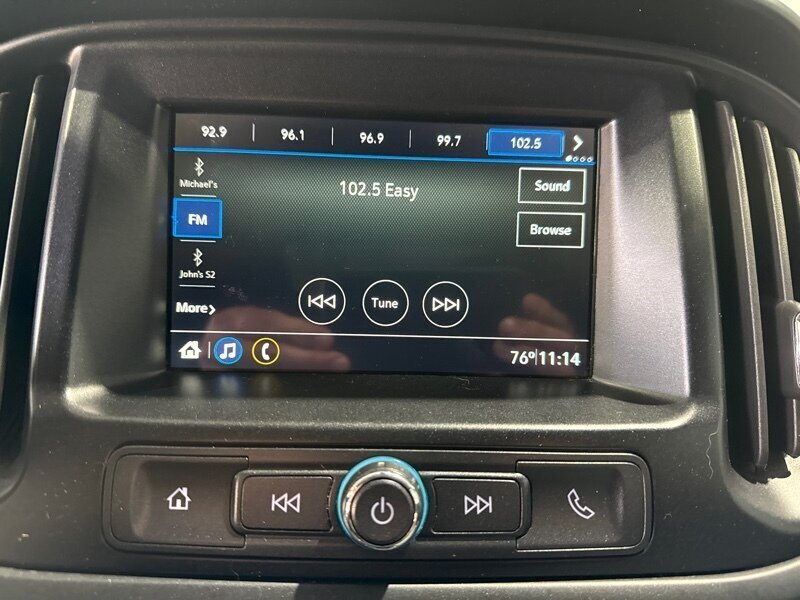 92.9 96.1 96.9 99.7 102.5
Michael's
102.5 Easy
Sound
FM
Browse
John's S2
More
Tune
76° 11:14